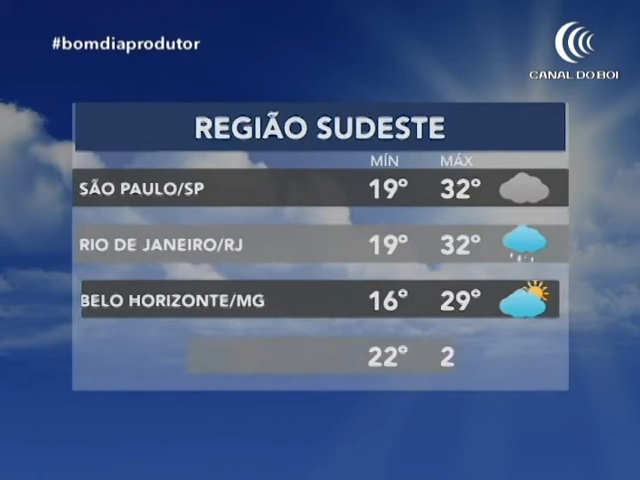 #bomdiaprodutor
CANAL DO BOI
REGIÃO SUDESTE
MÍN MÁX
SÃO PAULO/SP 19° 32°
RIO DE JANEIRO/RJ 19° 32°
BELO HORIZONTE/MG 16° 29°
22° 2